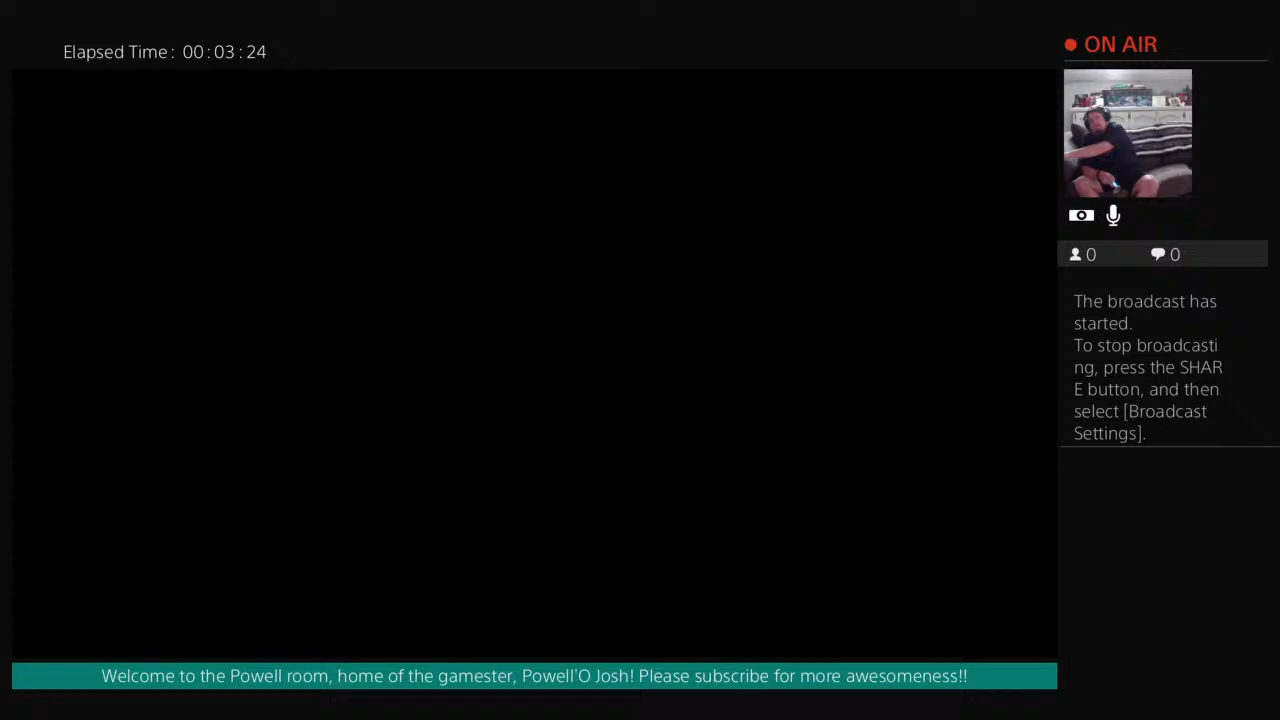 Elapsed Time: 00:03:24
ON AIR
0 0
The broadcast has
started.
To stop broadcasti
ng, press the SHAR
E button, and then
select [Broadcast
Settings].
Welcome to the Powell room, home of the gamester, Powell'O Josh! Please subscribe for more awesomeness!!